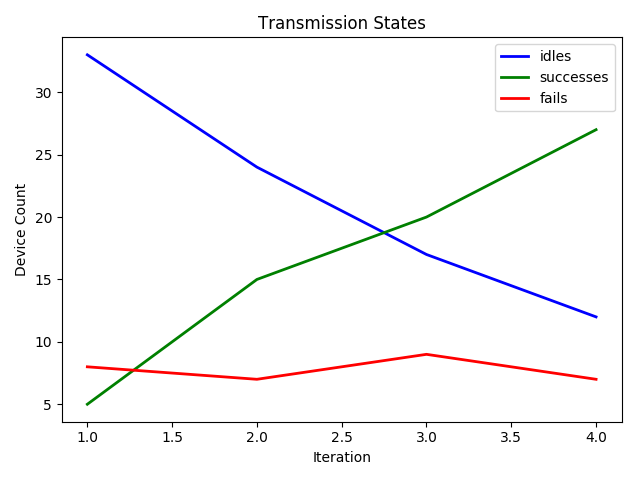 Transmission States
idles
successes
fails
Device Count
30
25
20
15
10
5
1.0 1.5 2.0 2.5 3.0 3.5 4.0
Iteration